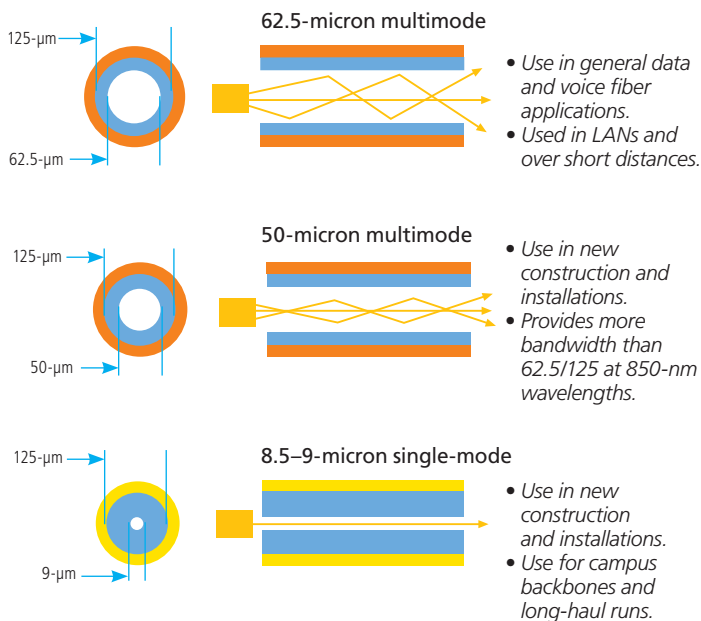 62.5-micron multimode
125-µm
62.5-µm
• Use in general data
and voice fiber
applications.
• Used in LANs and
over short distances.
50-micron multimode
125-µm
50-µm
• Use in new
construction and
installations.
• Provides more
bandwidth than
62.5/125 at 850-nm
wavelengths.
8.5–9-micron single-mode
125-µm
9-µm
• Use in new
construction
and installations.
• Use for campus
backbones and
long-haul runs.